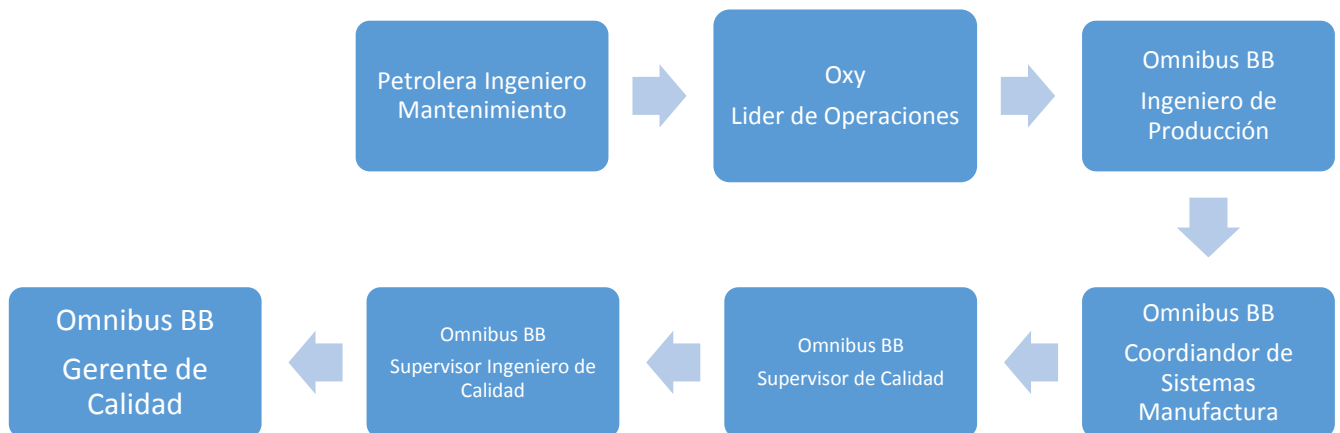 Petrolera Ingeniero
Mantenimiento
Oxy
Lider de Operaciones
Omnibus BB
Ingeniero de
Producción
Omnibus BB
Coordiandor de
Sistemas
Manufactura
Omnibus BB
Supervisor de Calidad
Omnibus BB
Supervisor Ingeniero de
Calidad
Omnibus BB
Gerente de
Calidad